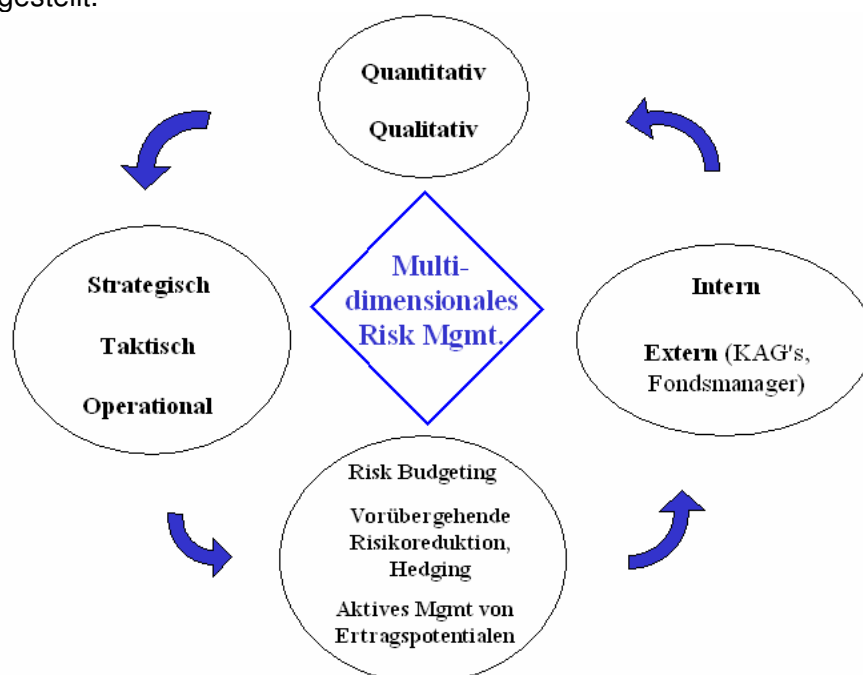 gestellt.
Quantitativ
Qualitativ
Strategisch
Taktisch
Operational
Multi-
dimensionales
Risk Mgmt.
Intern
Extern (KAG's,
Fondsmanager)
Risk Budgeting
Vorübergehende
Risikoreduktion,
Hedging
Aktives Mgmt von
Ertragspotentialen